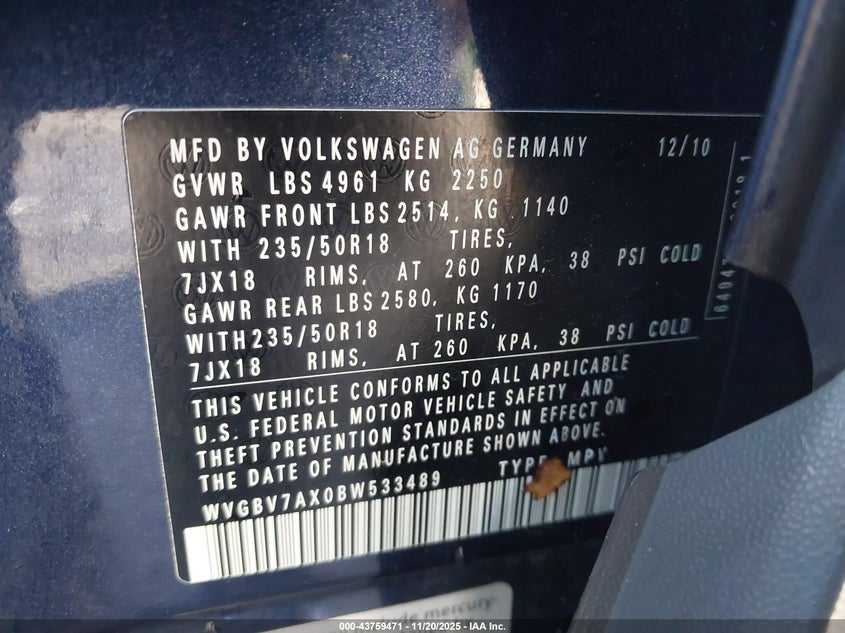 MFD BY VOLKSWAGEN AG GERMANY 12/10
GVWR LBS 4961 KG 2250
GAWR FRONT LBS 2514, KG 1140
WITH 235/50R18 TIRES,
7JX18 RIMS, AT 260 KPA, 38 PSI COLD
GAWR REAR LBS 2580, KG 1170
WITH 235/50R18 TIRES,
7JX18 RIMS, AT 260 KPA, 38 PSI COLD
THIS VEHICLE CONFORMS TO ALL APPLICABLE
U.S. FEDERAL MOTOR VEHICLE SAFETY AND
THEFT PREVENTION STANDARDS IN EFFECT ON
THE DATE OF MANUFACTURE SHOWN ABOVE.
WVGBV7AX0BW533489 TYPE MPV
mercury.
000-43759471 - 11/20/2025 - IAA Inc.